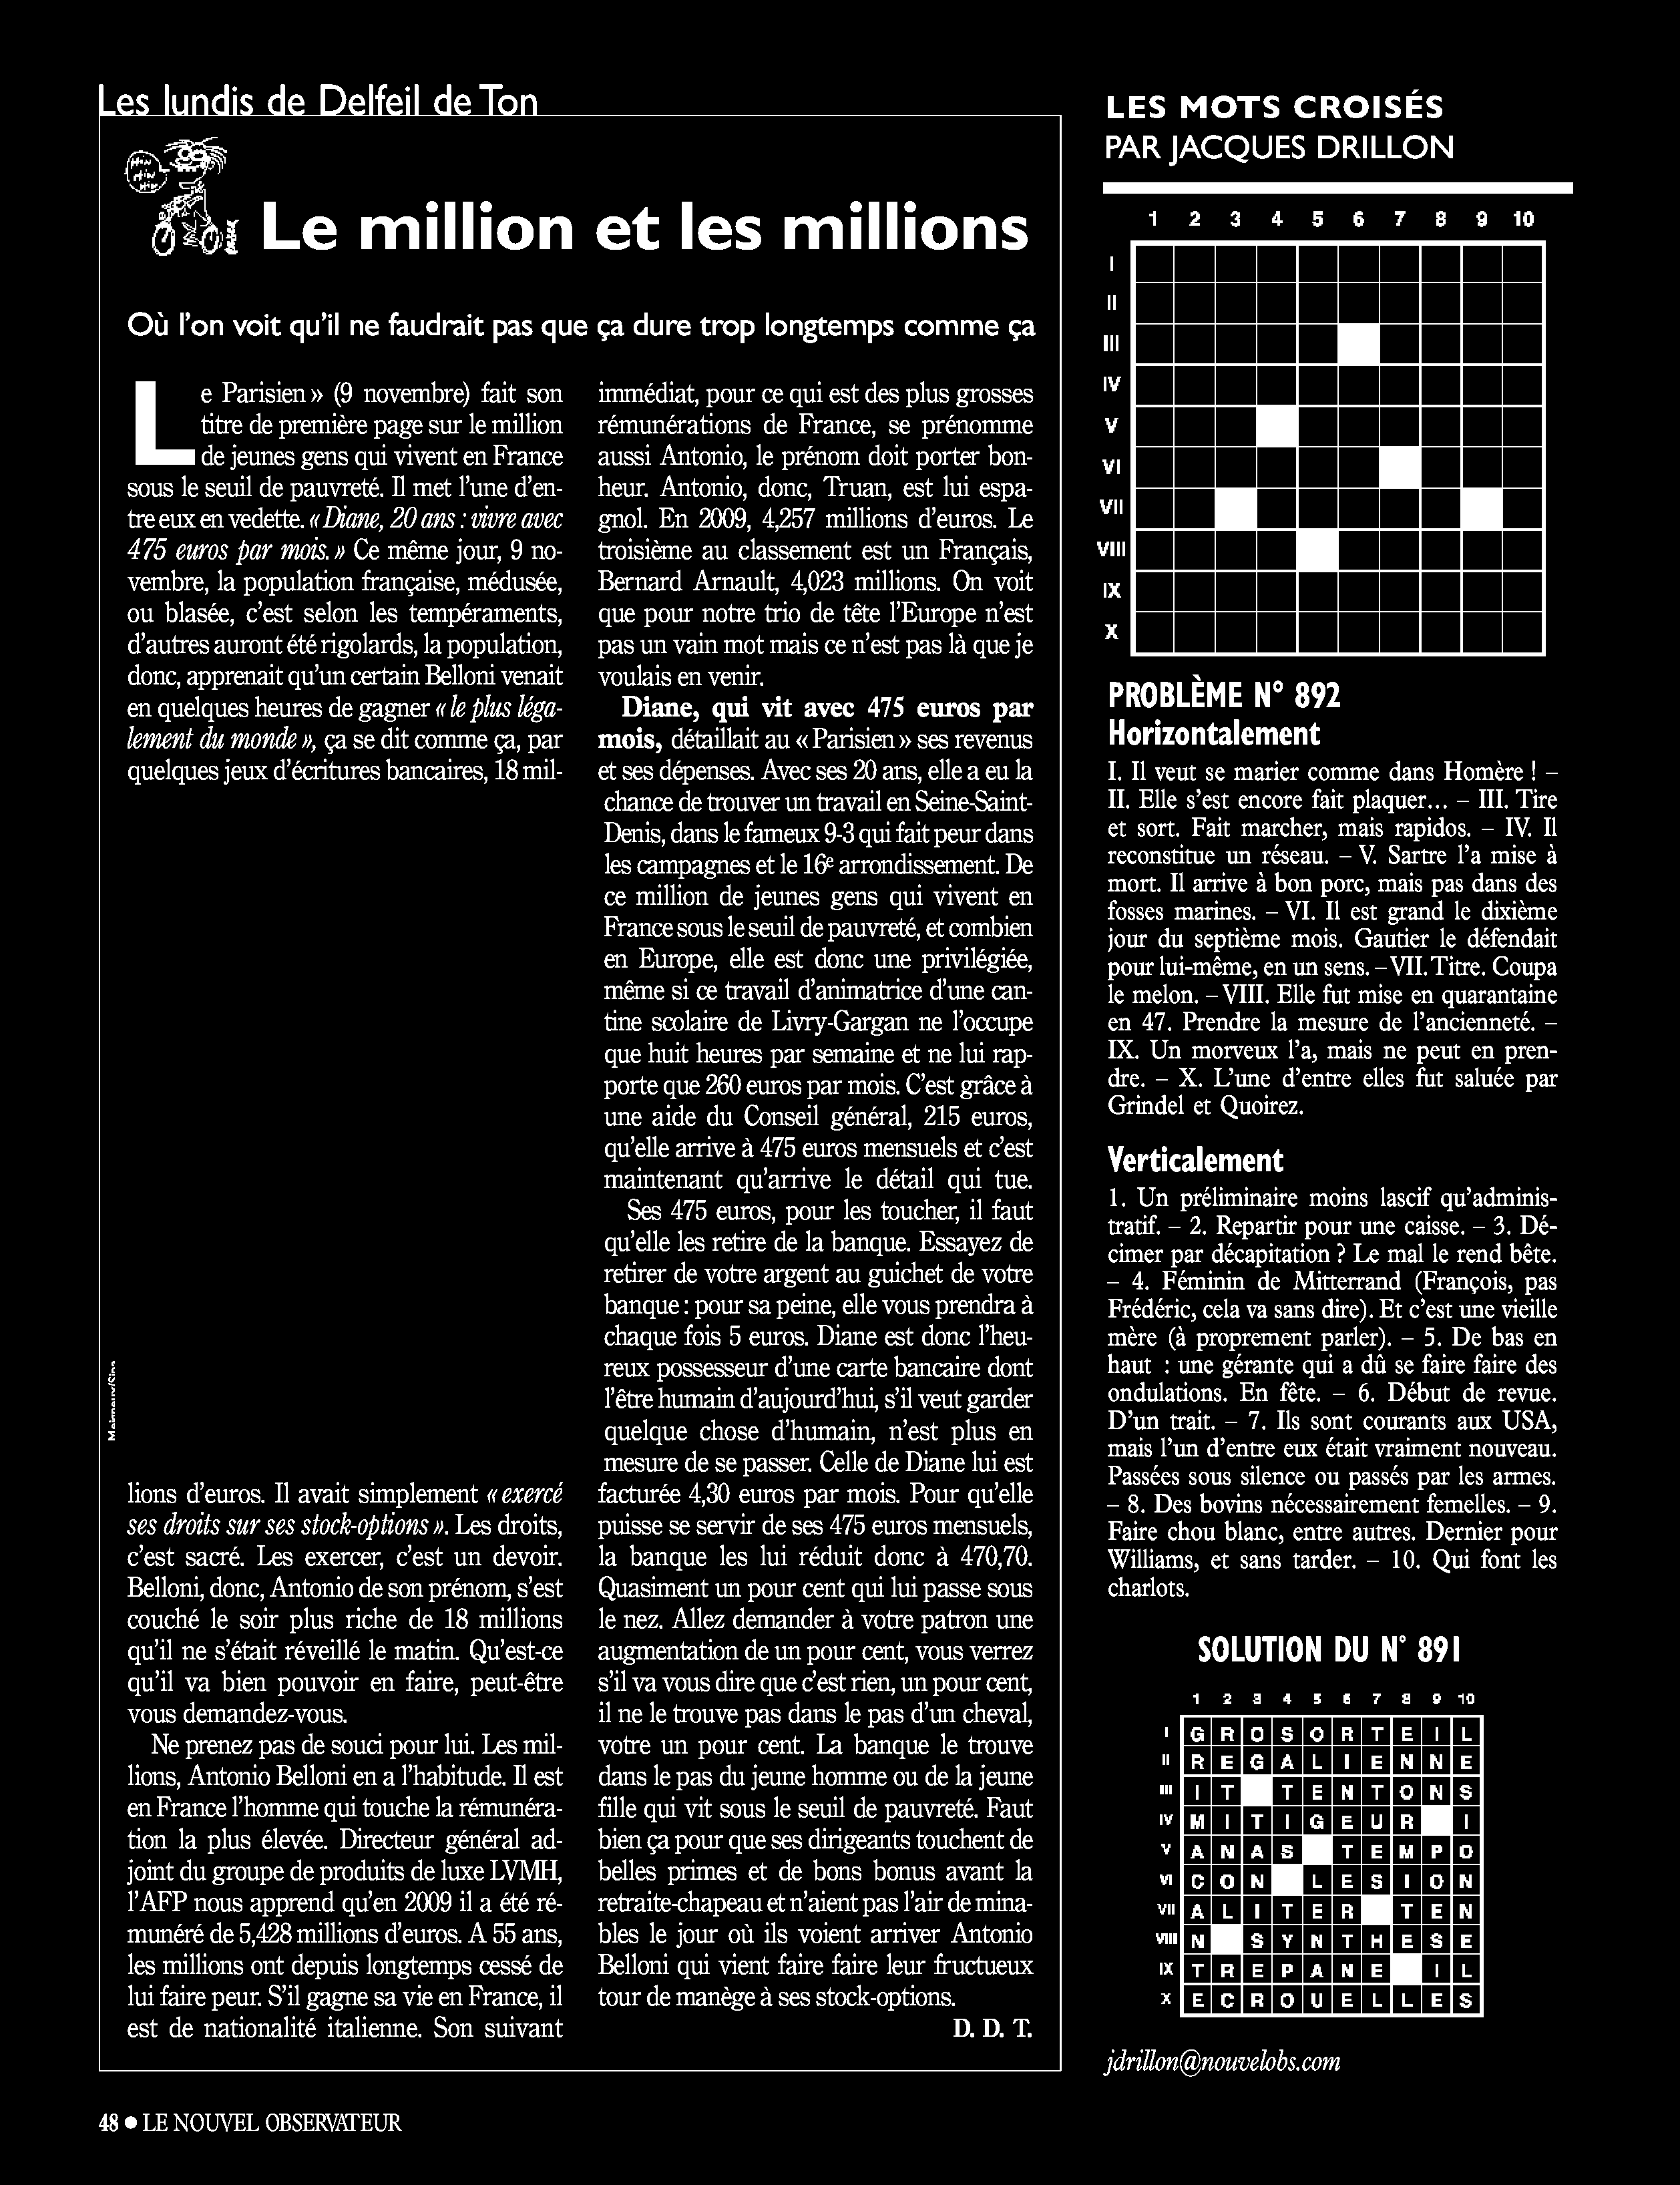 Les lundis de Delfeil de Ton
Le million et les millions
Où l'on voit qu'il ne faudrait pas que ça dure trop longtemps comme ça
Le Parisien » (9 novembre) fait son
titre de première page sur le million
de jeunes gens qui vivent en France
sous le seuil de pauvreté. Il met l'une d'en-
tre eux en vedette. « Diane, 20 ans : vivre avec
475 euros par mois. » Ce même jour, 9 no-
vembre, la population française, médusée,
ou blasée, c'est selon les tempéraments,
d'autres auront été rigolards, la population,
donc, apprenait qu'un certain Belloni venait
en quelques heures de gagner « le plus léga-
lement du monde », ça se dit comme ça, par
quelques jeux d'écritures bancaires, 18 mil-
lions d'euros. Il avait simplement « exercé
ses droits sur ses stock-options ». Les droits,
c'est sacré. Les exercer, c'est un devoir.
Belloni, donc, Antonio de son prénom, s'est
couché le soir plus riche de 18 millions
qu'il ne s'était réveillé le matin. Qu'est-ce
qu'il va bien pouvoir en faire, peut-être
vous demandez-vous.
Ne prenez pas de souci pour lui. Les mil-
lions, Antonio Belloni en a l'habitude. Il est
en France l'homme qui touche la rémunéra-
tion la plus élevée. Directeur général ad-
joint du groupe de produits de luxe LVMH,
l'AFP nous apprend qu'en 2009 il a été ré-
munéré de 5,428 millions d'euros. A 55 ans,
les millions ont depuis longtemps cessé de
lui faire peur. S'il gagne sa vie en France, il
est de nationalité italienne. Son suivant
immédiat, pour ce qui est des plus grosses
rémunérations de France, se prénomme
aussi Antonio, le prénom doit porter bon-
heur. Antonio, donc, Truan, est lui espa-
gnol. En 2009, 4,257 millions d'euros. Le
troisième au classement est un Français,
Bernard Arnault, 4,023 millions. On voit
que pour notre trio de tête l'Europe n'est
pas un vain mot mais ce n'est pas là que je
voulais en venir.
Diane, qui vit avec 475 euros par
mois, détaillait au « Parisien » ses revenus
et ses dépenses. Avec ses 20 ans, elle a eu la
chance de trouver un travail en Seine-Saint-
Denis, dans le fameux 9-3 qui fait peur dans
les campagnes et le 16e arrondissement. De
ce million de jeunes gens qui vivent en
France sous le seuil de pauvreté, et combien
en Europe, elle est donc une privilégiée,
même si ce travail d'animatrice d'une can-
tine scolaire de Livry-Gargan ne l'occupe
que huit heures par semaine et ne lui rap-
porte que 260 euros par mois. C'est grâce à
une aide du Conseil général, 215 euros,
qu'elle arrive à 475 euros mensuels et c'est
maintenant qu'arrive le détail qui tue.
Ses 475 euros, pour les toucher, il faut
qu'elle les retire de la banque. Essayez de
retirer de votre argent au guichet de votre
banque : pour sa peine, elle vous prendra à
chaque fois 5 euros. Diane est donc l'heu-
reux possesseur d'une carte bancaire dont
l'être humain d'aujourd'hui, s'il veut garder
quelque chose d'humain, n'est plus en
mesure de se passer. Celle de Diane lui est
facturée 4,30 euros par mois. Pour qu'elle
puisse se servir de ses 475 euros mensuels,
la banque les lui réduit donc à 470,70.
Quasiment un pour cent qui lui passe sous
le nez. Allez demander à votre patron une
augmentation de un pour cent, vous verrez
s'il va vous dire que c'est rien, un pour cent,
il ne le trouve pas dans le pas d'un cheval,
votre un pour cent. La banque le trouve
dans le pas du jeune homme ou de la jeune
fille qui vit sous le seuil de pauvreté. Faut
bien ça pour que ses dirigeants touchent de
belles primes et de bons bonus avant la
retraite-chapeau et n'aient pas l'air de mina-
bles le jour où ils voient arriver Antonio
Belloni qui vient faire faire leur fructueux
tour de manège à ses stock-options.
D. D. T.
48 • LE NOUVEL OBSERVATEUR
LES MOTS CROISÉS
PAR JACQUES DRILLON
1 2 3 4 5 6 7 8 9 10
I
II
III
IV
V
VI
VII
VIII
IX
X
PROBLÈME N° 892
Horizontalement
I. Il veut se marier comme dans Homère ! –
II. Elle s'est encore fait plaquer... – III. Tire
et sort. Fait marcher, mais rapidos. – IV. Il
reconstitue un réseau. – V. Sartre l'a mise à
mort. Il arrive à bon porc, mais pas dans des
fosses marines. – VI. Il est grand le dixième
jour du septième mois. Gautier le défendait
pour lui-même, en un sens. – VII. Titre. Coupa
le melon. – VIII. Elle fut mise en quarantaine
en 47. Prendre la mesure de l'ancienneté. –
IX. Un morveux l'a, mais ne peut en pren-
dre. – X. L'une d'entre elles fut saluée par
Grindel et Quoirez.
Verticalement
1. Un préliminaire moins lascif qu'adminis-
tratif. – 2. Repartir pour une caisse. – 3. Dé-
cimer par décapitation ? Le mal le rend bête.
– 4. Féminin de Mitterrand (François, pas
Frédéric, cela va sans dire). Et c'est une vieille
mère (à proprement parler). – 5. De bas en
haut : une gérante qui a dû se faire faire des
ondulations. En fête. – 6. Début de revue.
D'un trait. – 7. Ils sont courants aux USA,
mais l'un d'entre eux était vraiment nouveau.
Passées sous silence ou passés par les armes.
– 8. Des bovins nécessairement femelles. – 9.
Faire chou blanc, entre autres. Dernier pour
Williams, et sans tarder. – 10. Qui font les
charlots.
SOLUTION DU N° 891
1 2 3 4 5 6 7 8 9 10
I G R O S O R T E I L
II R E G A L I E N N E
III I T T E N T O N S
IV M I T I G E U R I
V A N A S T E M P O
VI C O N L E S I O N
VII A L I T E R T E N
VIII N S Y N T H E S E
IX T R E P A N E I L
X E C R O U E L L E S
jdrillon@nouvelobs.com